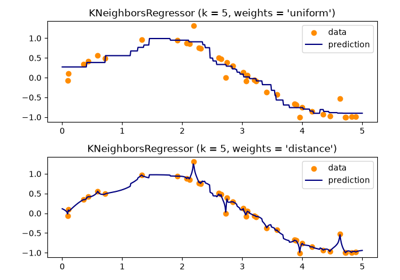 KNeighborsRegressor (k = 5, weights = 'uniform')
data
prediction
1.0
0.5
0.0
−0.5
−1.0
0 1 2 3 4 5
KNeighborsRegressor (k = 5, weights = 'distance')
data
prediction
1.0
0.5
0.0
−0.5
−1.0
0 1 2 3 4 5